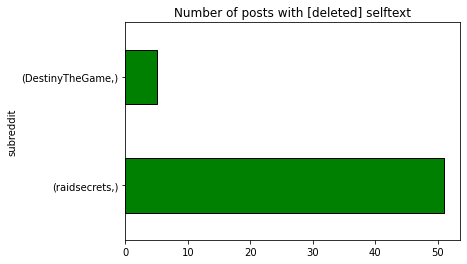 Number of posts with [deleted] selftext
(DestinyTheGame,)
subreddit
(raidsecrets,)
0 10 20 30 40 50